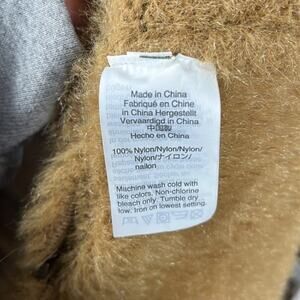 Made in China
Fabriqué en Chine
In China Hergestellt
Vervaardigd in China
中国製
Hecho en China
100% Nylon/Nylon/Nylon/
Nylon/ナイロン/
nailon
Machine wash cold with
like colors. Non-chlorine
bleach only. Tumble dry
low. Iron on lowest setting.